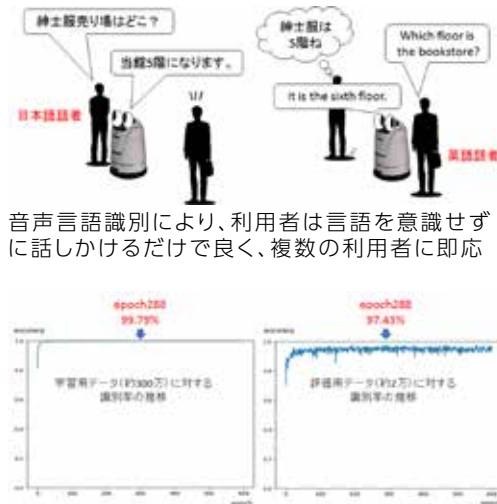 紳士服売り場はどこ？
当館5階になります。
日本語話者
紳士服は
5階ね
Which floor is
the bookstore?
It is the sixth floor.
英語話者
音声言語識別により、利用者は言語を意識せず
に話しかけるだけで良く、複数の利用者に即応
epoch288
99.79%
学習用データ(約300万)に対する
識別率の推移
epoch288
97.43%
評価用データ(約2万)に対する
識別率の推移